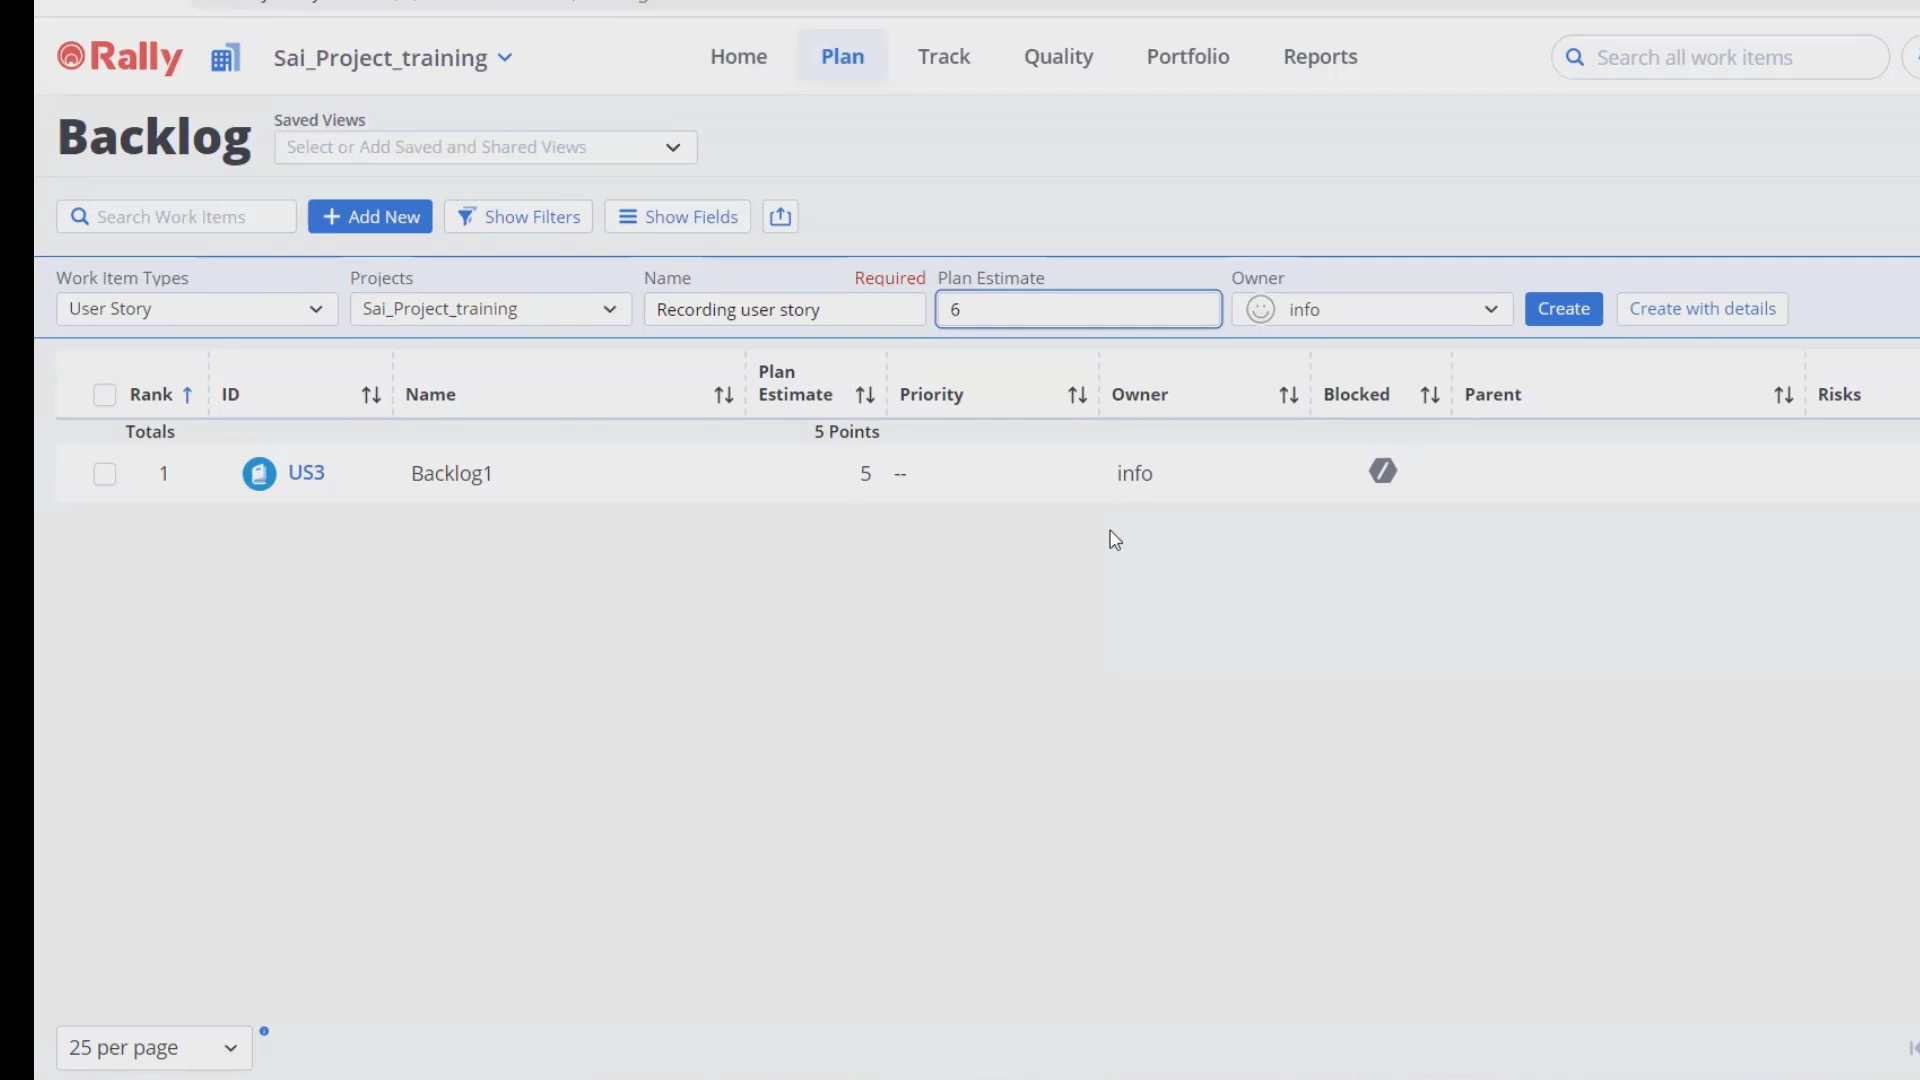 Rally Sai_Project_training Home Plan Track Quality Portfolio Reports Search all work items
Backlog
Saved Views
Select or Add Saved and Shared Views
Search Work Items + Add New Show Filters Show Fields
Work Item Types Projects Name Required Plan Estimate Owner
User Story Sai_Project_training Recording user story 6 info Create Create with details
Rank ID Name Plan Estimate Priority Owner Blocked Parent Risks
Totals 5 Points
1 US3 Backlog1 5 -- info
25 per page